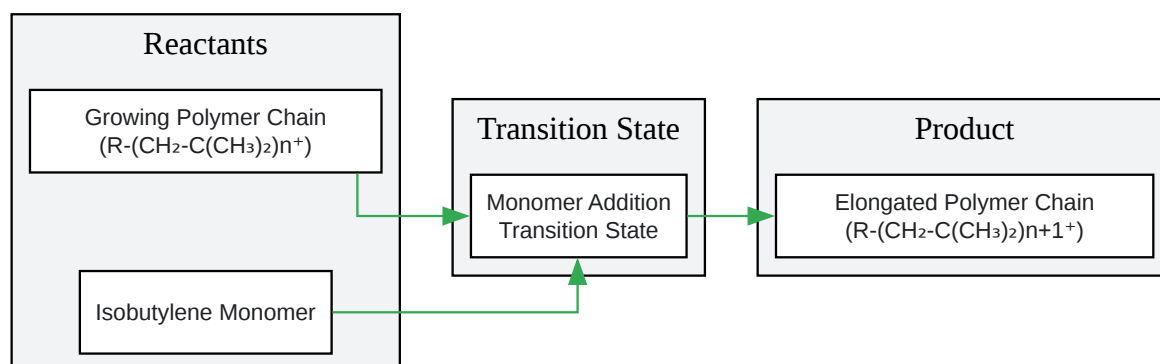 Reactants
Growing Polymer Chain
(R-(CH₂-C(CH₃)₂)n⁺)
Isobutylene Monomer
Transition State
Monomer Addition
Transition State
Product
Elongated Polymer Chain
(R-(CH₂-C(CH₃)₂)n+1⁺)